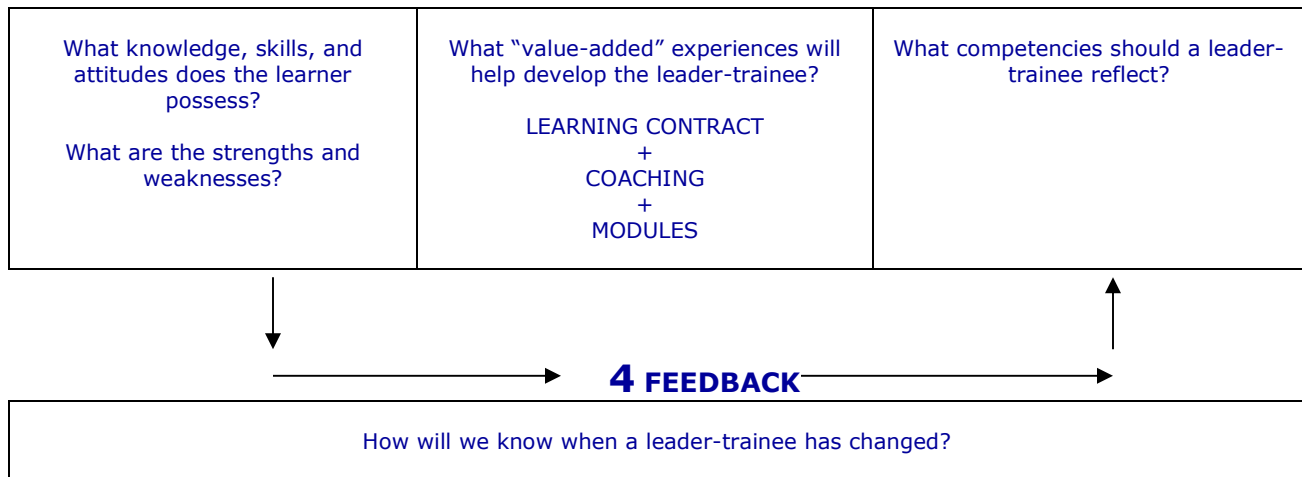 What knowledge, skills, and
attitudes does the learner
possess?
What are the strengths and
weaknesses?
What “value-added” experiences will
help develop the leader-trainee?
LEARNING CONTRACT
+
COACHING
+
MODULES
What competencies should a leader-
trainee reflect?
4 FEEDBACK
How will we know when a leader-trainee has changed?